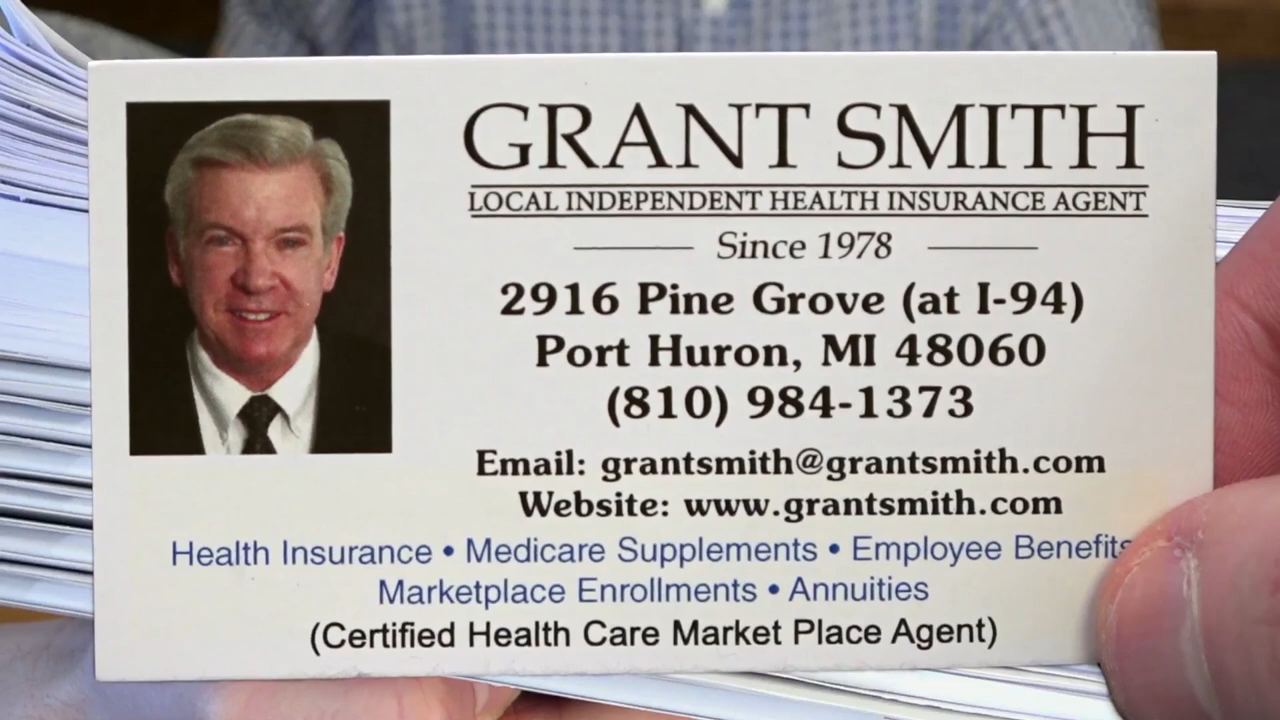 GRANT SMITH
LOCAL INDEPENDENT HEALTH INSURANCE AGENT
Since 1978
2916 Pine Grove (at I-94)
Port Huron, MI 48060
(810) 984-1373
Email: grantsmith@grantsmith.com
Website: www.grantsmith.com
Health Insurance • Medicare Supplements • Employee Benefits
Marketplace Enrollments • Annuities
(Certified Health Care Market Place Agent)